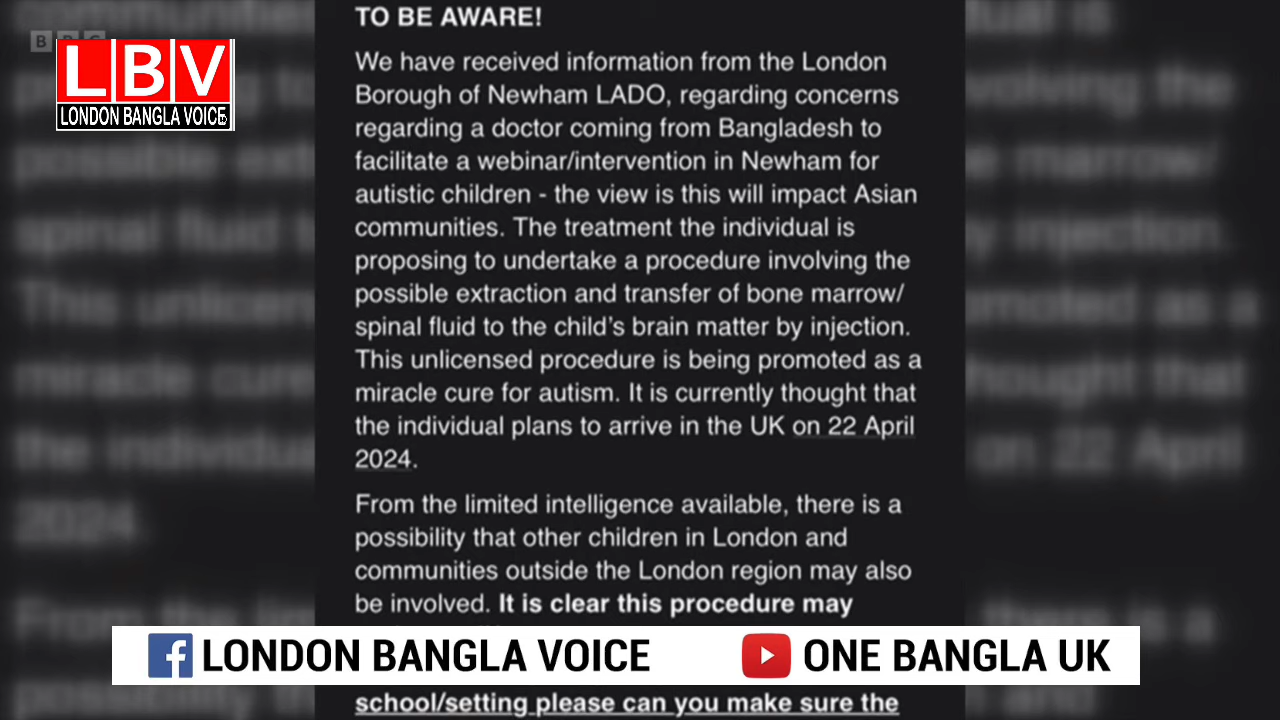 TO BE AWARE!
BBC
LBV
LONDON BANGLA VOICE
We have received information from the London
Borough of Newham LADO, regarding concerns
regarding a doctor coming from Bangladesh to
facilitate a webinar/intervention in Newham for
autistic children - the view is this will impact Asian
communities. The treatment the individual is
proposing to undertake a procedure involving the
possible extraction and transfer of bone marrow/
spinal fluid to the child's brain matter by injection.
This unlicensed procedure is being promoted as a
miracle cure for autism. It is currently thought that
the individual plans to arrive in the UK on 22 April
2024.
From the limited intelligence available, there is a
possibility that other children in London and
communities outside the London region may also
be involved. It is clear this procedure may
LONDON BANGLA VOICE
ONE BANGLA UK
school/setting please can you make sure the